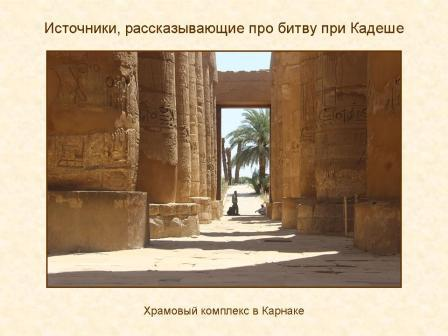 Источники, рассказывающие про битву при Кадеше
Храмовый комплекс в Карнаке